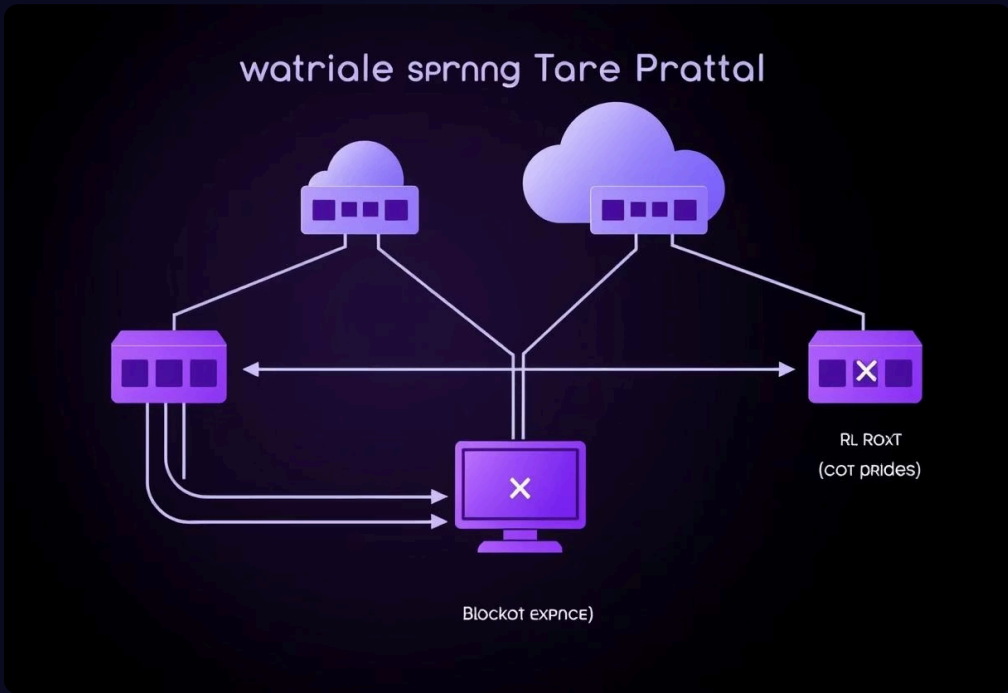 watriale sprnng Tare Prattal
RL ROXT
(COT PRIDES)
Blockot expnce)